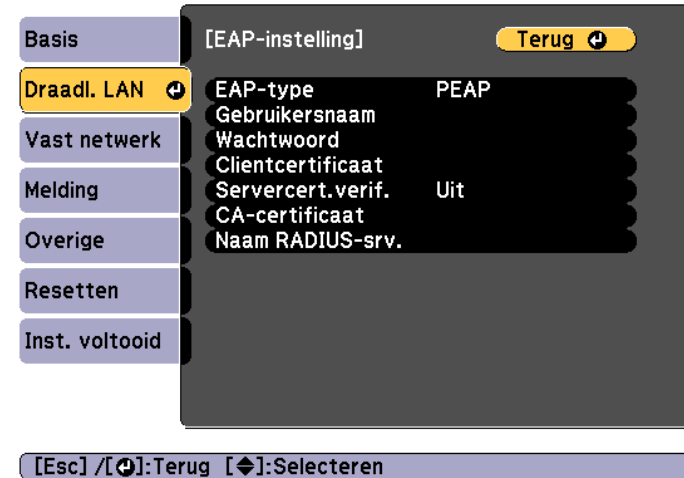 Basis
Draadl. LAN
Vast netwerk
Melding
Overige
Resetten
Inst. voltooid
[EAP-instelling] Terug
EAP-type PEAP
Gebruikersnaam
Wachtwoord
Clientcertificaat
Servercert.verif. Uit
CA-certificaat
Naam RADIUS-srv.
[Esc] /[⏎]:Terug [◆]:Selecteren